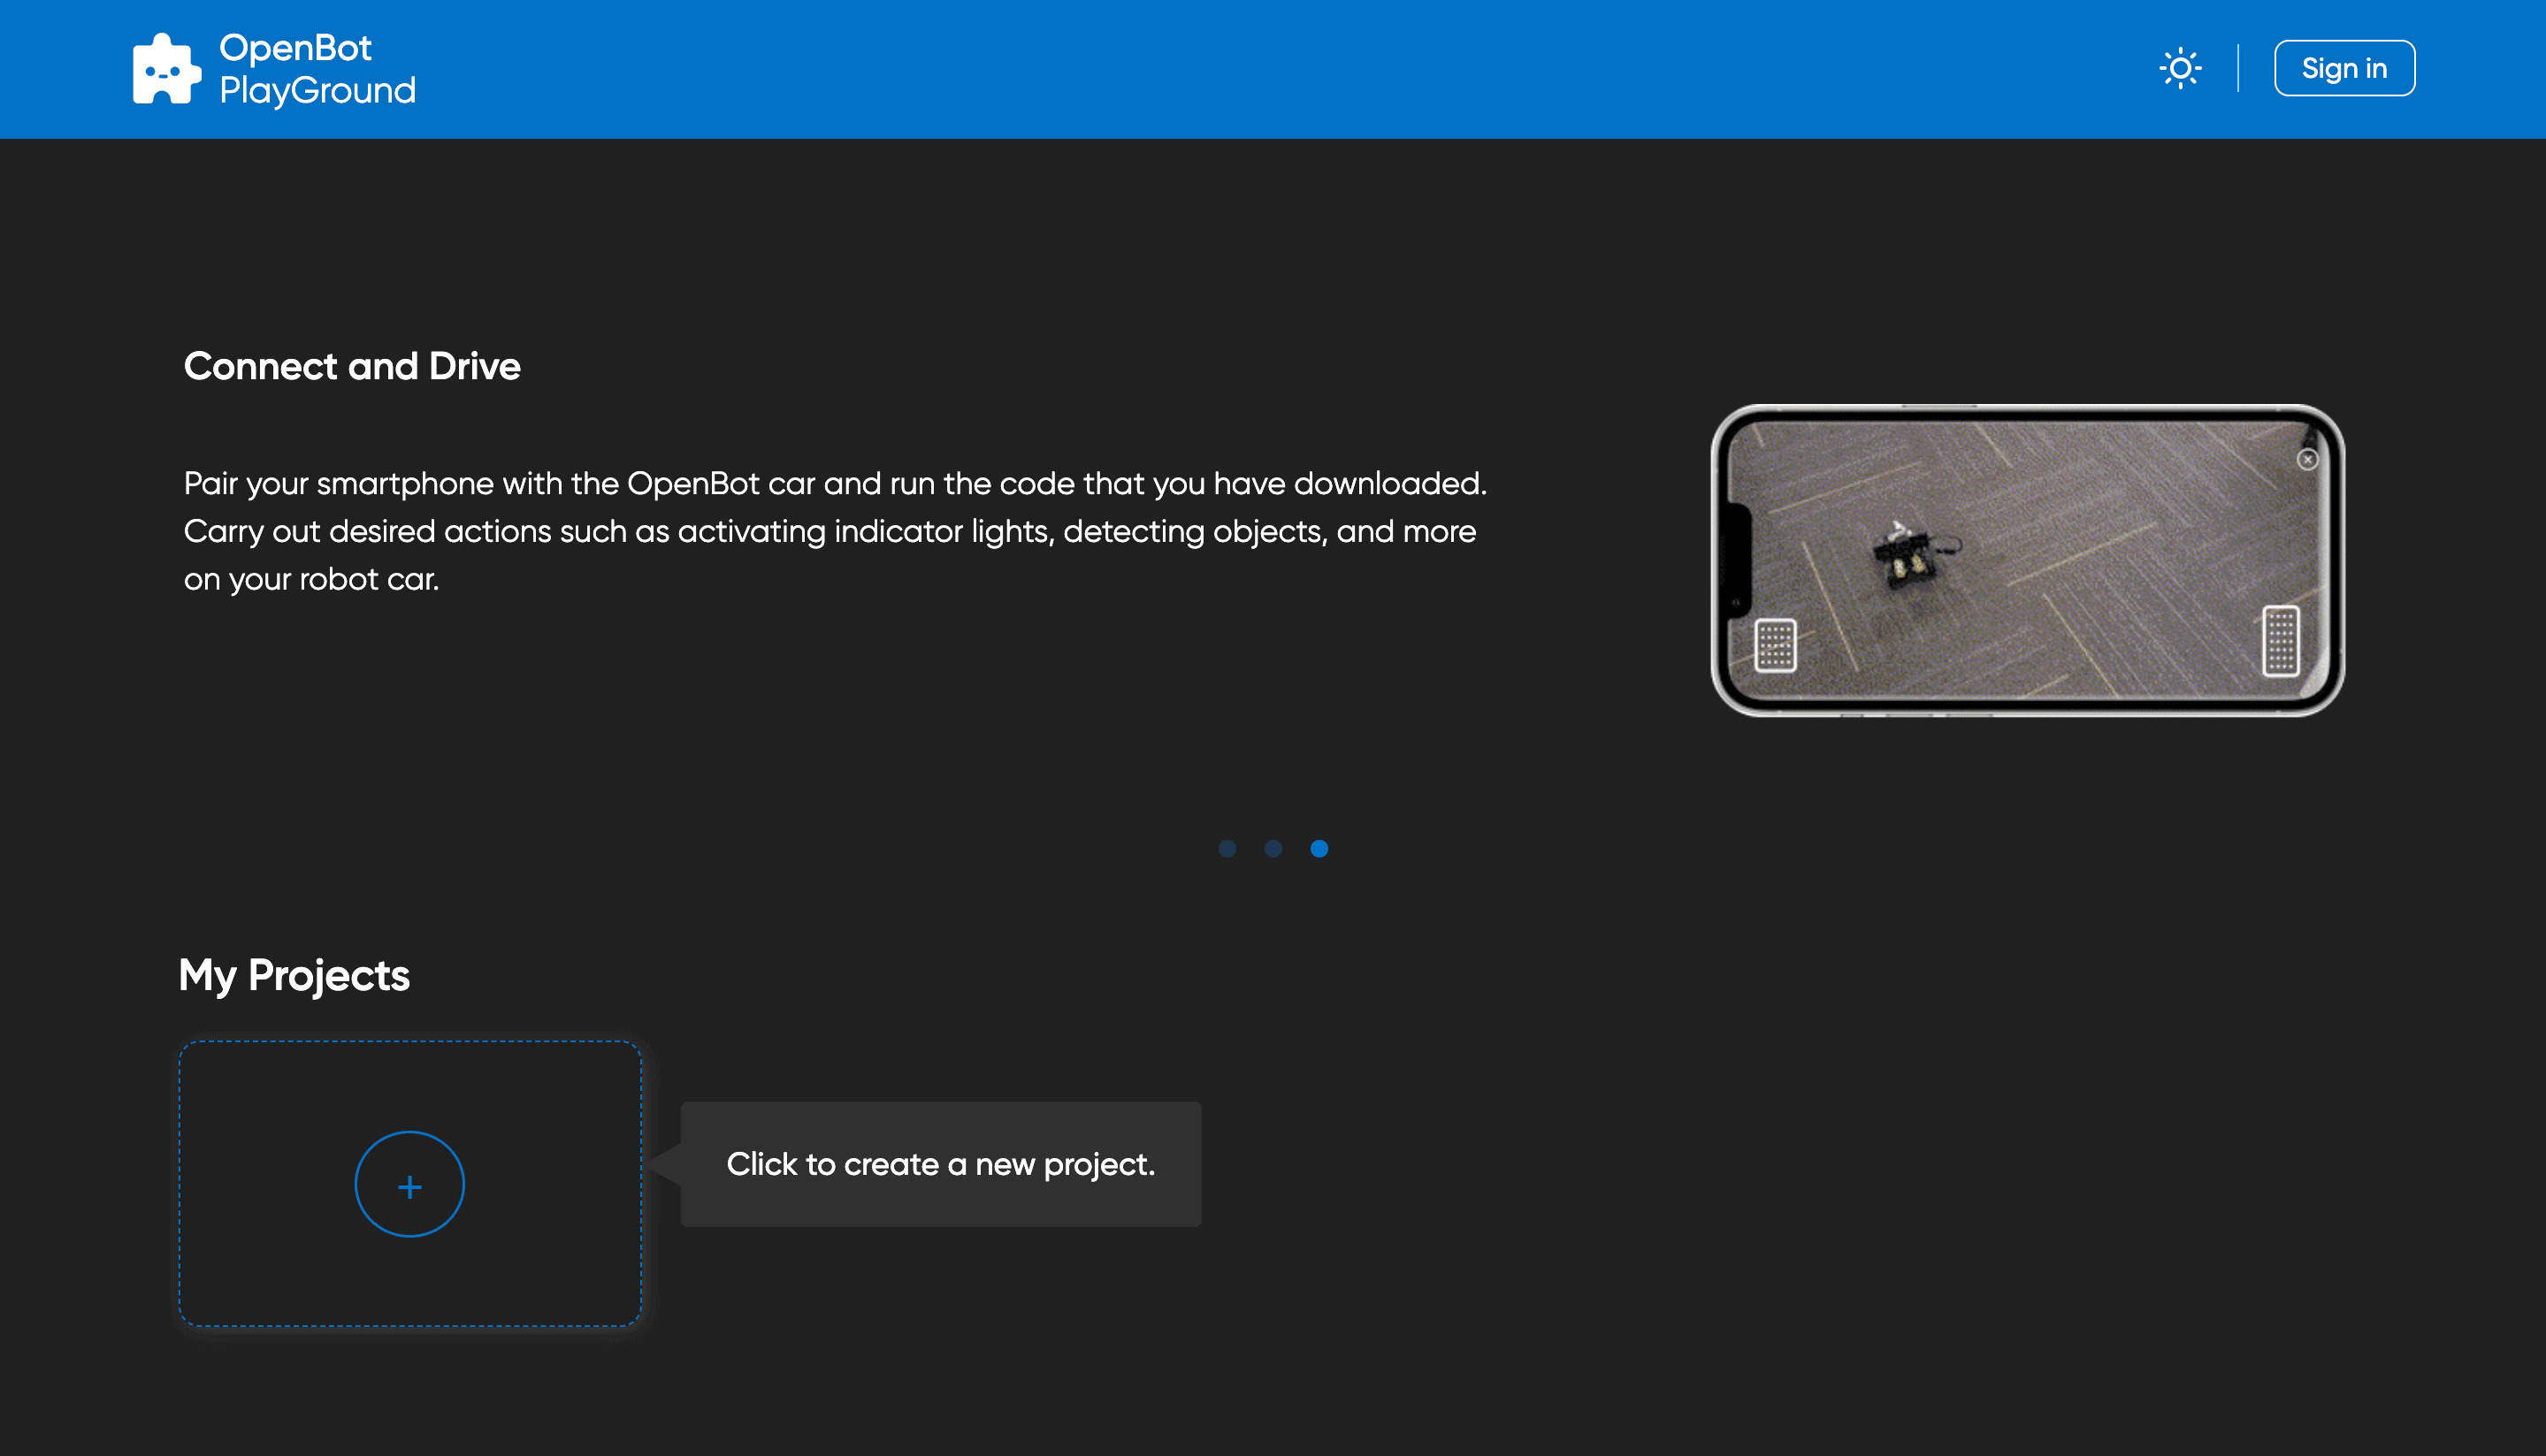 OpenBot
PlayGround
Sign in
Connect and Drive
Pair your smartphone with the OpenBot car and run the code that you have downloaded.
Carry out desired actions such as activating indicator lights, detecting objects, and more
on your robot car.
My Projects
Click to create a new project.